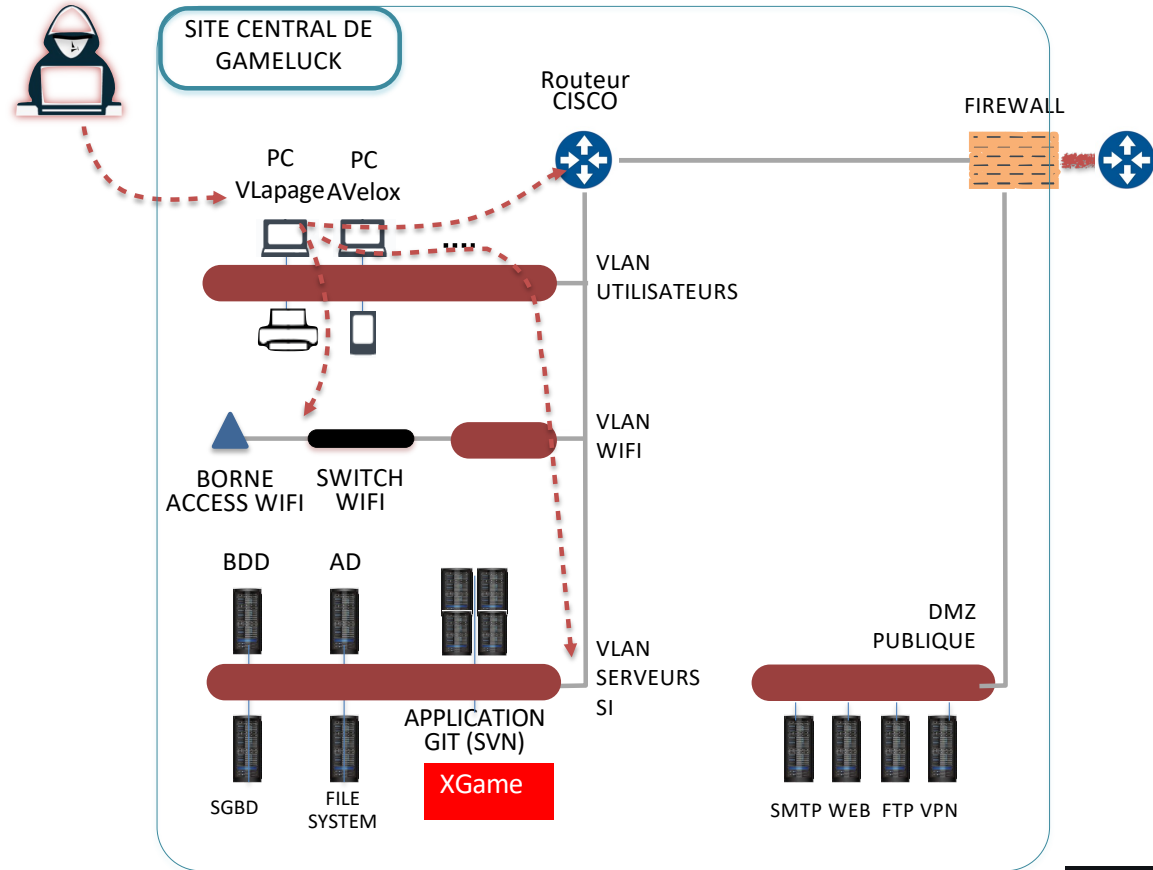 SITE CENTRAL DE
GAMELUCK
Routeur
CISCO
FIREWALL
PC
VLapage
PC
AVelox
....
VLAN
UTILISATEURS
VLAN
WIFI
BORNE
ACCESS WIFI
SWITCH
WIFI
BDD
AD
DMZ
PUBLIQUE
VLAN
SERVEURS
SI
APPLICATION
GIT (SVN)
XGame
SGBD
FILE
SYSTEM
SMTP WEB FTP VPN